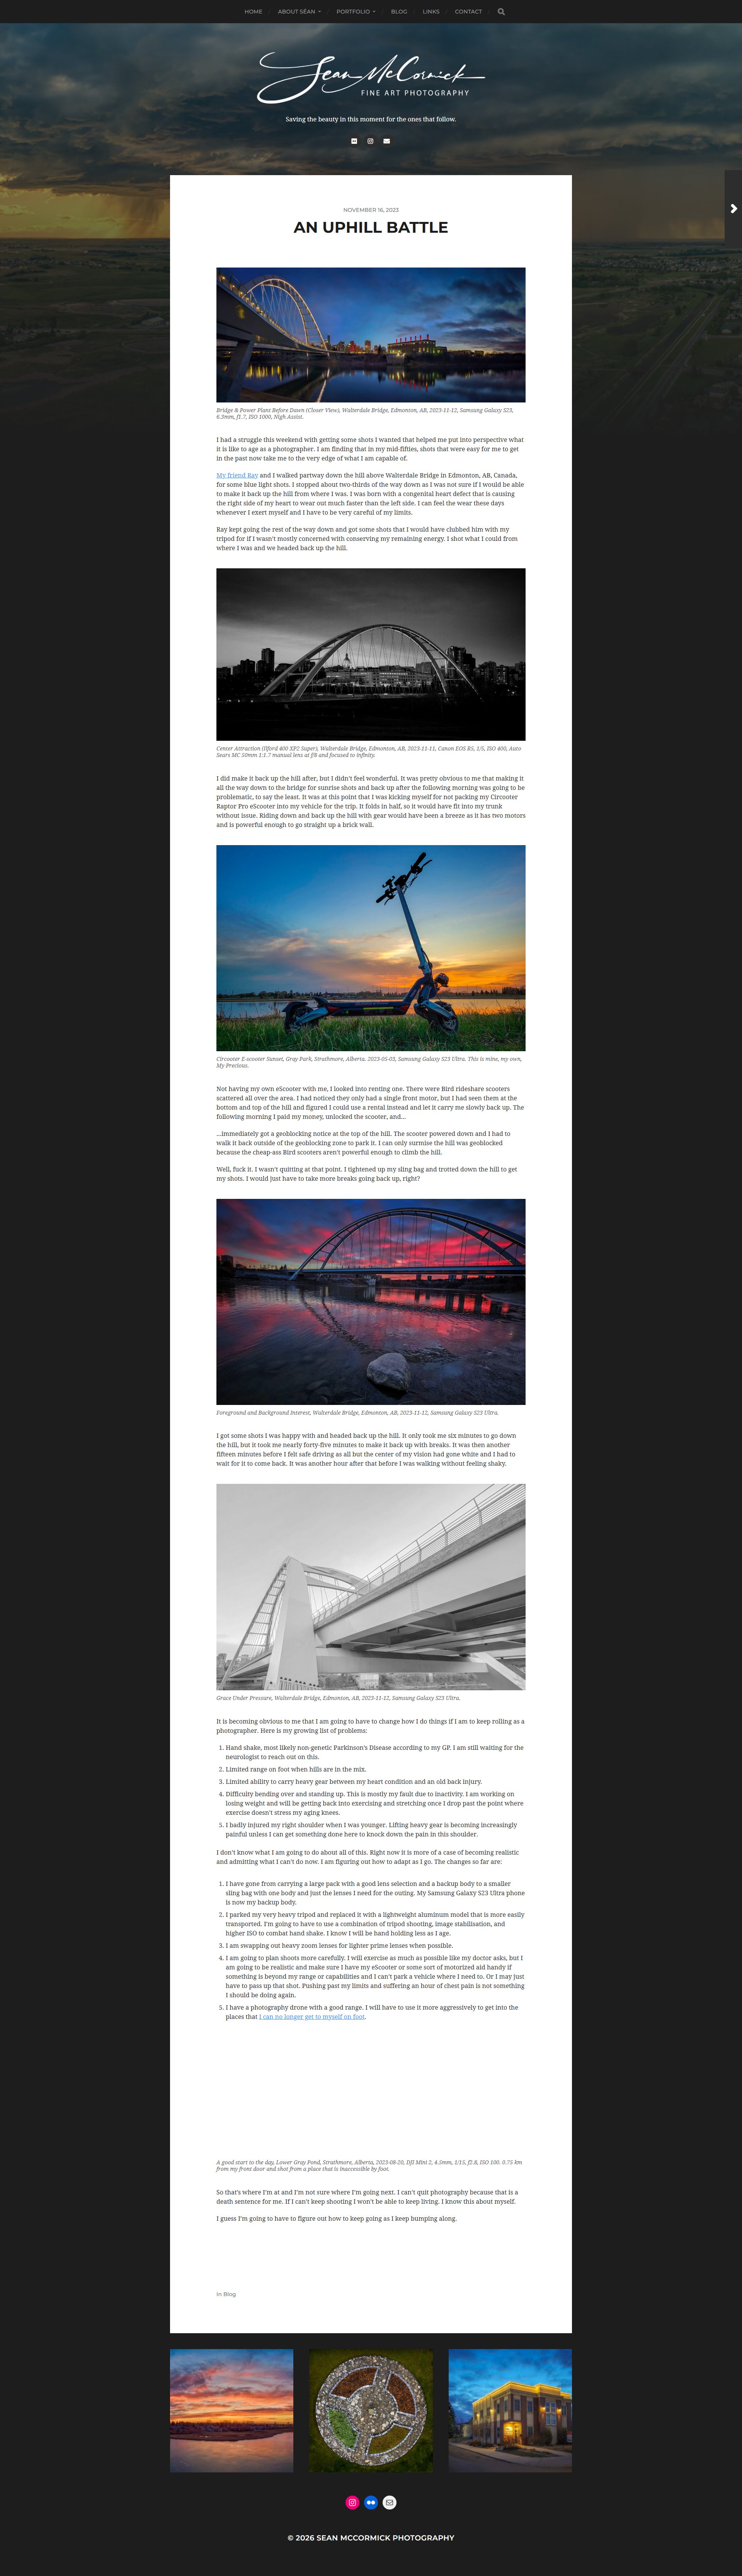 HOME
ABOUT SÉAN
PORTFOLIO
BLOG
LINKS
CONTACT
Sean McCormick
FINE ART PHOTOGRAPHY
Saving the beauty in this moment for the ones that follow.
NOVEMBER 16, 2023
AN UPHILL BATTLE
Bridge & Power Plant Before Dawn (Closer View), Walterdale Bridge, Edmonton, AB, 2023-11-12, Samsung Galaxy S23,
6.3mm, f1.7, ISO 1000, Nigh Assist.
I had a struggle this weekend with getting some shots I wanted that helped me put into perspective what
it is like to age as a photographer. I am finding that in my mid-fifties, shots that were easy for me to get
in the past now take me to the very edge of what I am capable of.
My friend Ray and I walked partway down the hill above Walterdale Bridge in Edmonton, AB, Canada,
for some blue light shots. I stopped about two-thirds of the way down as I was not sure if I would be able
to make it back up the hill from where I was. I was born with a congenital heart defect that is causing
the right side of my heart to wear out much faster than the left side. I can feel the wear these days
whenever I exert myself and I have to be very careful of my limits.
Ray kept going the rest of the way down and got some shots that I would have clubbed him with my
tripod for if I wasn't mostly concerned with conserving my remaining energy. I shot what I could from
where I was and we headed back up the hill.
Center Attraction (Ilford 400 XP2 Super), Walterdale Bridge, Edmonton, AB, 2023-11-11, Canon EOS R5, 1/5, ISO 400, Auto
Sears MC 50mm 1:1.7 manual lens at f/8 and focused to Infinity.
I did make it back up the hill after, but I didn't feel wonderful. It was pretty obvious to me that making it
all the way down to the bridge for sunrise shots and back up after the following morning was going to be
problematic, to say the least. It was at this point that I was kicking myself for not packing my Circooter
Raptor Pro eScooter into my vehicle for the trip. It folds in half, so it would have fit into my trunk
without issue. Riding down and back up the hill with gear would have been a breeze as it has two motors
and is powerful enough to go straight up a brick wall.
Circooter E-scooter Sunset, Gray Park, Strathmore, Alberta. 2023-05-03, Samsung Galaxy S23 Ultra. This is mine, my own,
My Precious.
Not having my own eScooter with me, I looked into renting one. There were Bird rideshare scooters
scattered all over the area. I had noticed they only had a single front motor, but I had seen them at the
bottom and top of the hill and figured I could use a rental instead and let it carry me slowly back up. The
following morning I paid my money, unlocked the scooter, and…
…immediately got a geoblocking notice at the top of the hill. The scooter powered down and I had to
walk it back outside of the geoblocking zone to park it. I can only surmise the hill was geoblocked
because the cheap-ass Bird scooters aren't powerful enough to climb the hill.
Well, fuck it. I wasn't quitting at that point. I tightened up my sling bag and trotted down the hill to get
my shots. I would just have to take more breaks going back up, right?
Foreground and Background Interest, Walterdale Bridge, Edmonton, AB, 2023-11-12, Samsung Galaxy S23 Ultra.
I got some shots I was happy with and headed back up the hill. It only took me six minutes to go down
the hill, but it took me nearly forty-five minutes to make it back up with breaks. It was then another
fifteen minutes before I felt safe driving as all but the center of my vision had gone white and I had to
wait for it to come back. It was another hour after that before I was walking without feeling shaky.
Grace Under Pressure, Walterdale Bridge, Edmonton, AB, 2023-11-12, Samsung Galaxy S23 Ultra.
It is becoming obvious to me that I am going to have to change how I do things if I am to keep rolling as a
photographer. Here is my growing list of problems:
1. Hand shake, most likely non-genetic Parkinson's Disease according to my GP. I am still waiting for the
neurologist to reach out on this.
2. Limited range on foot when hills are in the mix.
3. Limited ability to carry heavy gear between my heart condition and an old back injury.
4. Difficulty bending over and standing up. This is mostly my fault due to inactivity. I am working on
losing weight and will be getting back into exercising and stretching once I drop past the point where
exercise doesn't stress my aging knees.
5. I badly injured my right shoulder when I was younger. Lifting heavy gear is becoming increasingly
painful unless I can get something done here to knock down the pain in this shoulder.
I don't know what I am going to do about all of this. Right now it is more of a case of becoming realistic
and admitting what I can't do now. I am figuring out how to adapt as I go. The changes so far are:
1. I have gone from carrying a large pack with a good lens selection and a backup body to a smaller
sling bag with one body and just the lenses I need for the outing. My Samsung Galaxy S23 Ultra phone
is now my backup body.
2. I parked my very heavy tripod and replaced it with a lightweight aluminum model that is more easily
transported. I'm going to have to use a combination of tripod shooting, image stabilisation, and
higher ISO to combat hand shake. I know I will be hand holding less as I age.
3. I am swapping out heavy zoom lenses for lighter prime lenses when possible.
4. I am going to plan shoots more carefully. I will exercise as much as possible like my doctor asks, but I
am going to be realistic and make sure I have my eScooter or some sort of motorized aid handy if
something is beyond my range or capabilities and I can't park a vehicle where I need to. Or I may just
have to pass up that shot. Pushing past my limits and suffering an hour of chest pain is not something
I should be doing again.
5. I have a photography drone with a good range. I will have to use it more aggressively to get into the
places that I can no longer get to myself on foot.
A good start to the day, Lower Gray Pond, Strathmore, Alberta, 2023-08-20, DJI Mini 2, 4.5mm, 1/15, f2.8, ISO 100. 0.75 km
from my front door and shot from a place that is inaccessible by foot.
So that's where I'm at and I'm not sure where I'm going next. I can't quit photography because that is a
death sentence for me. If I can't keep shooting I won't be able to keep living. I know this about myself.
I guess I'm going to have to figure out how to keep going as I keep bumping along.
In Blog
© 2026 SEAN MCCORMICK PHOTOGRAPHY